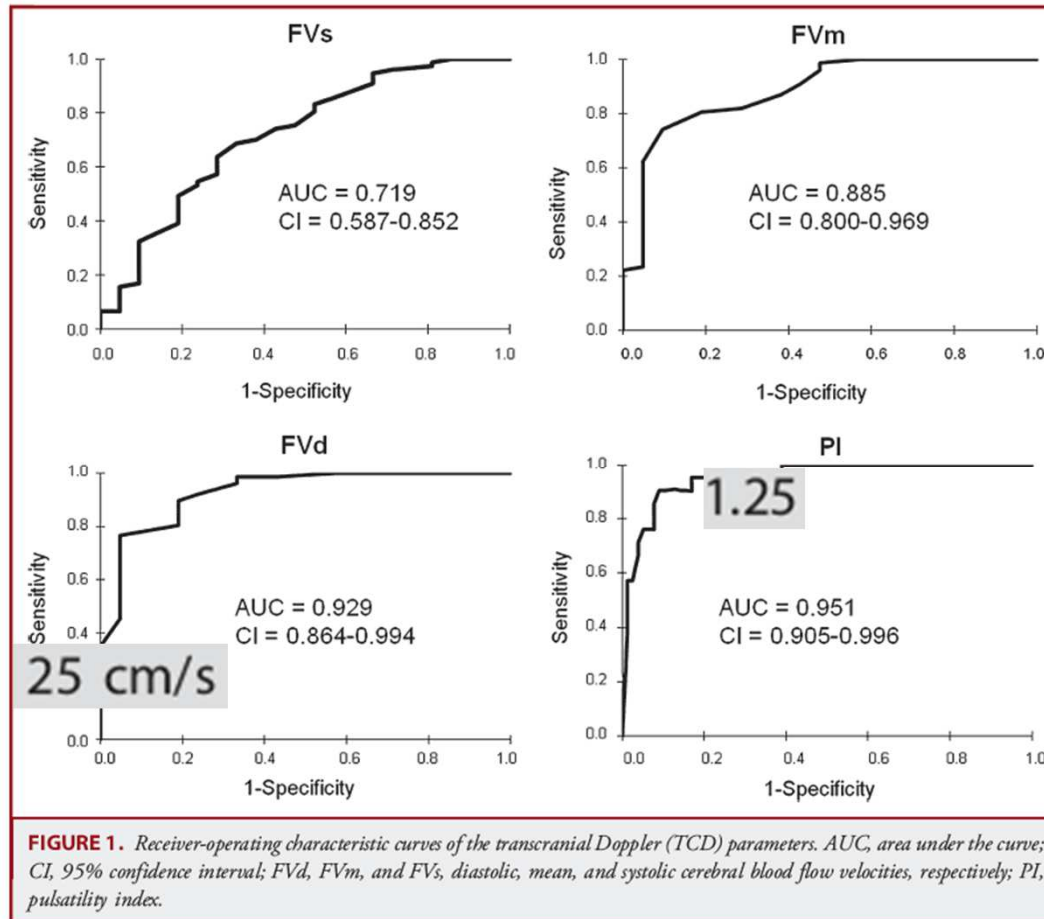 FVs
1.0
0.8
0.6
0.4
0.2
0.0
Sensitivity
AUC = 0.719
CI = 0.587-0.852
0.0 0.2 0.4 0.6 0.8 1.0
1-Specificity
FVm
1.0
0.8
0.6
0.4
0.2
0.0
Sensitivity
AUC = 0.885
CI = 0.800-0.969
0.0 0.2 0.4 0.6 0.8 1.0
1-Specificity
FVd
1.0
0.8
0.6
0.4
0.0
Sensitivity
AUC = 0.929
CI = 0.864-0.994
25 cm/s
0.0 0.2 0.4 0.6 0.8 1.0
1-Specificity
PI
1.0
0.8
0.6
0.4
0.2
0.0
Sensitivity
1.25
AUC = 0.951
CI = 0.905-0.996
0.0 0.2 0.4 0.6 0.8 1.0
1-Specificity
FIGURE 1. Receiver-operating characteristic curves of the transcranial Doppler (TCD) parameters. AUC, area under the curve;
CI, 95% confidence interval; FVd, FVm, and FVs, diastolic, mean, and systolic cerebral blood flow velocities, respectively; PI,
pulsatility index.